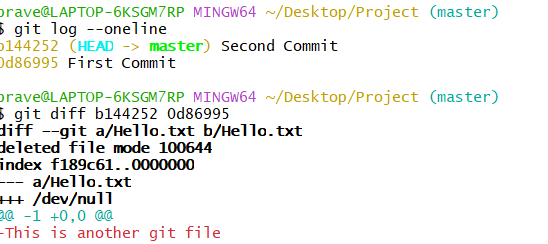 prave@LAPTOP-6KSGM7RP MINGW64 ~/Desktop/Project (master)
$ git log --oneline
b144252 (HEAD -> master) Second Commit
0d86995 First Commit
prave@LAPTOP-6KSGM7RP MINGW64 ~/Desktop/Project (master)
$ git diff b144252 0d86995
diff --git a/Hello.txt b/Hello.txt
deleted file mode 100644
index f189c61..0000000
--- a/Hello.txt
+++ /dev/null
@@ -1 +0,0 @@
-This is another git file